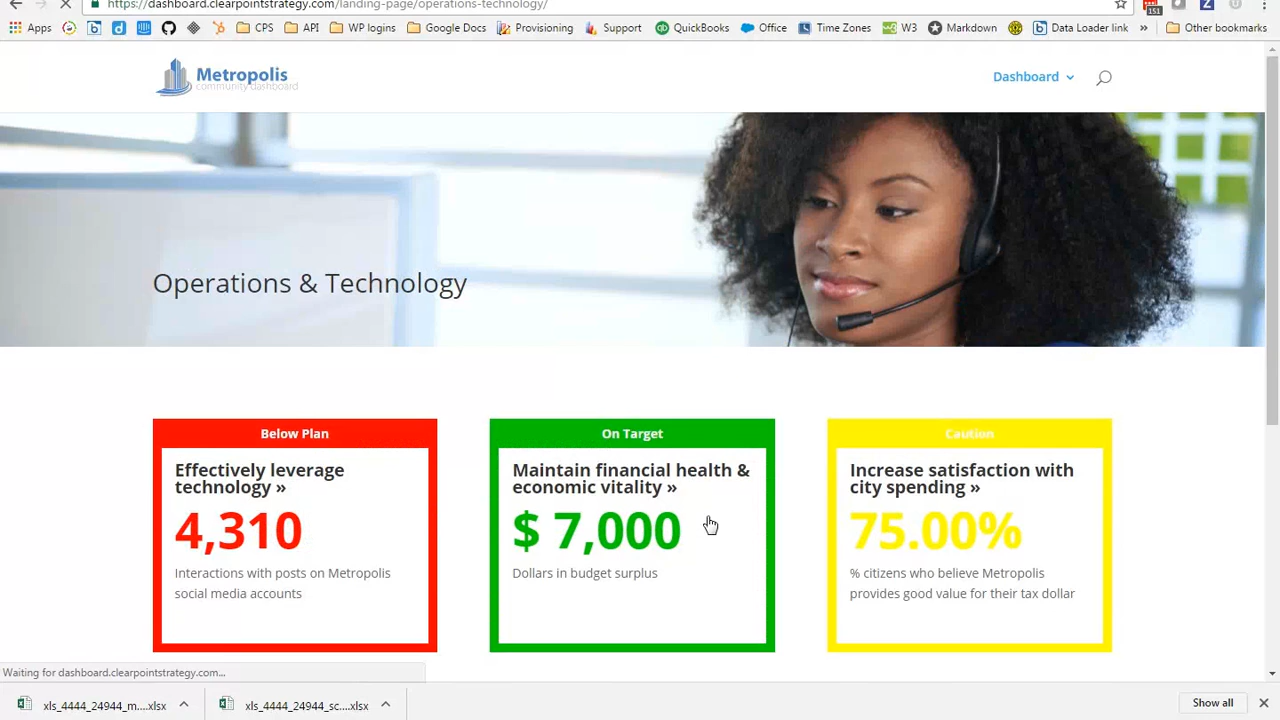 https://dashboard.clearpointstrategy.com/landing-page/operations-technology/
151
Apps CPS API WP logins Google Docs Provisioning Support QuickBooks Office Time Zones W3 Markdown Data Loader link » Other bookmarks
Metropolis
community dashboard
Dashboard
Operations & Technology
Below Plan
Effectively leverage
technology »
4,310
Interactions with posts on Metropolis
social media accounts
On Target
Maintain financial health &
economic vitality »
$ 7,000
Dollars in budget surplus
Caution
Increase satisfaction with
city spending »
75.00%
% citizens who believe Metropolis
provides good value for their tax dollar
Waiting for dashboard.clearpointstrategy.com...
xls_4444_24944_m....xlsx
xls_4444_24944_sc....xlsx
Show all